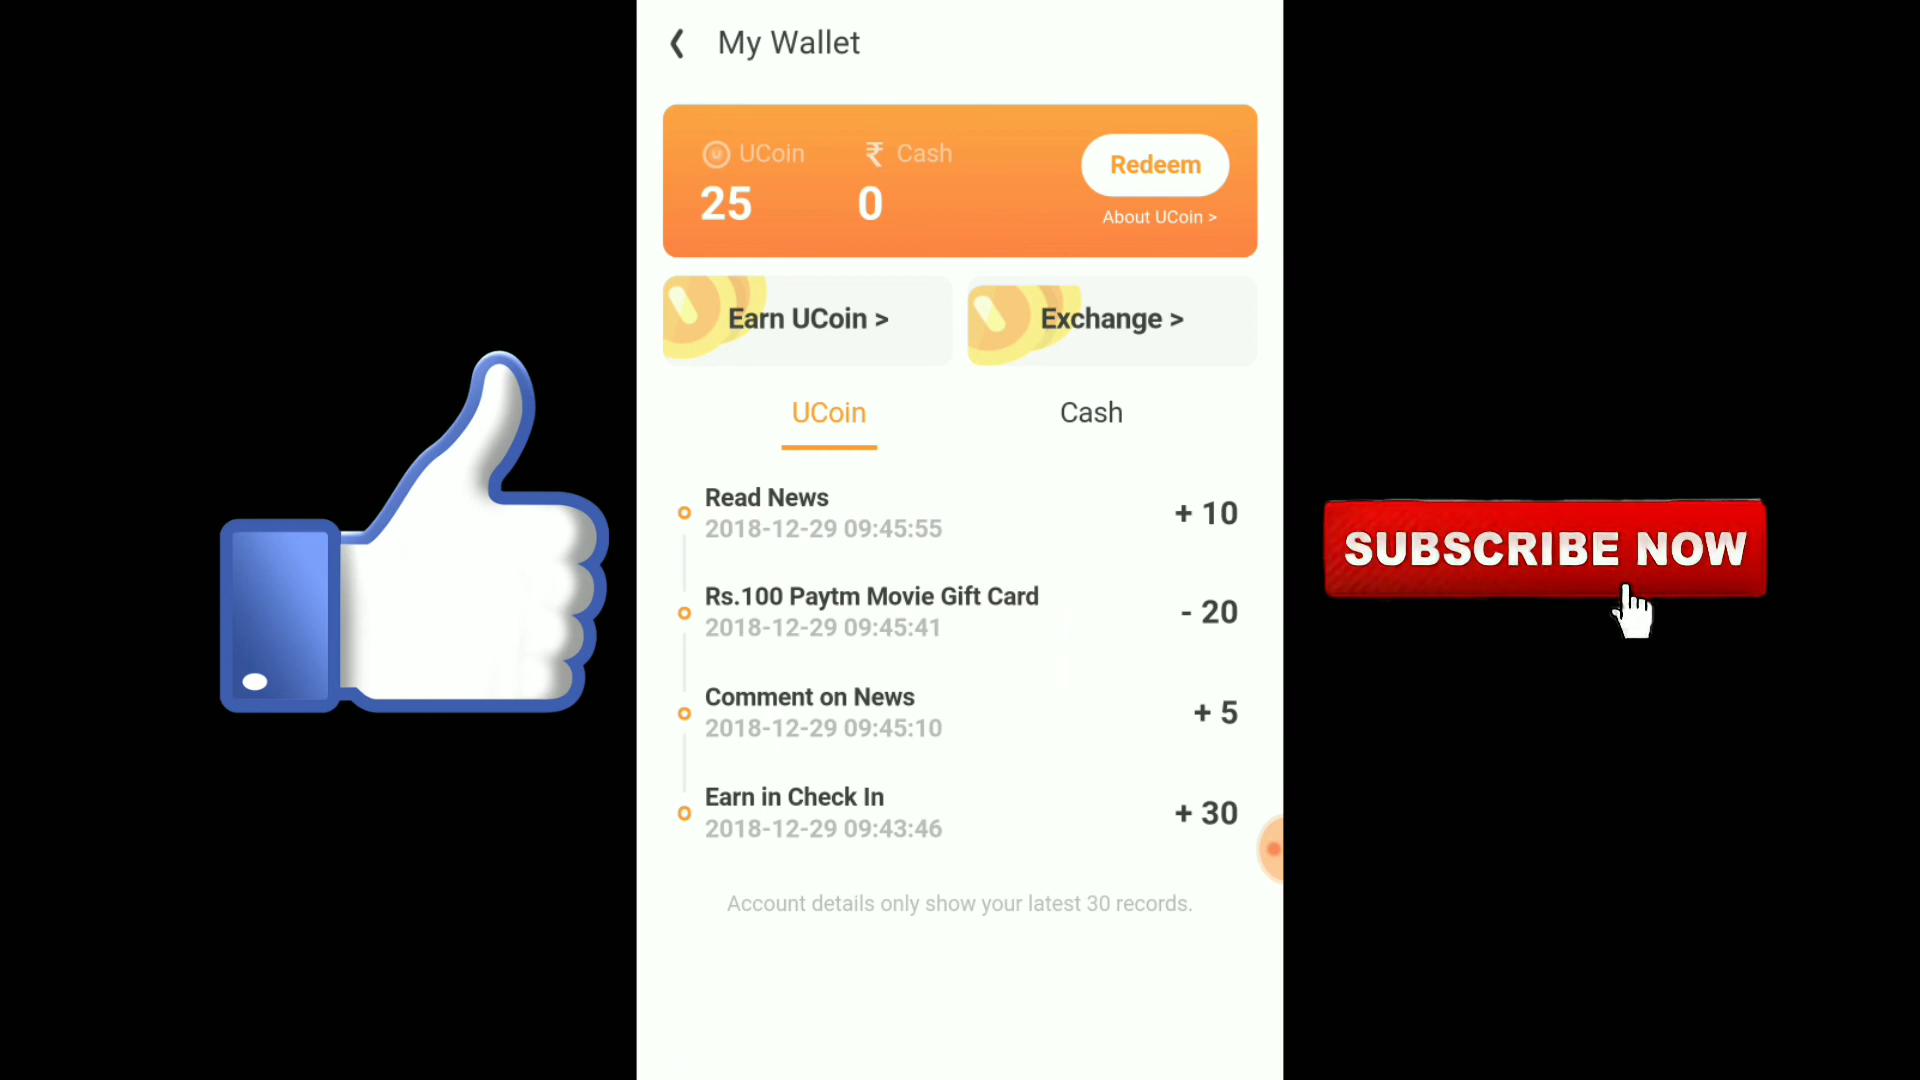 My Wallet
UCoin
₹ Cash
25
0
Redeem
About UCoin >
Earn UCoin >
Exchange >
UCoin
Cash
Read News
2018-12-29 09:45:55
+ 10
Rs.100 Paytm Movie Gift Card
2018-12-29 09:45:41
- 20
Comment on News
2018-12-29 09:45:10
+ 5
Earn in Check In
2018-12-29 09:43:46
+ 30
Account details only show your latest 30 records.
SUBSCRIBE NOW